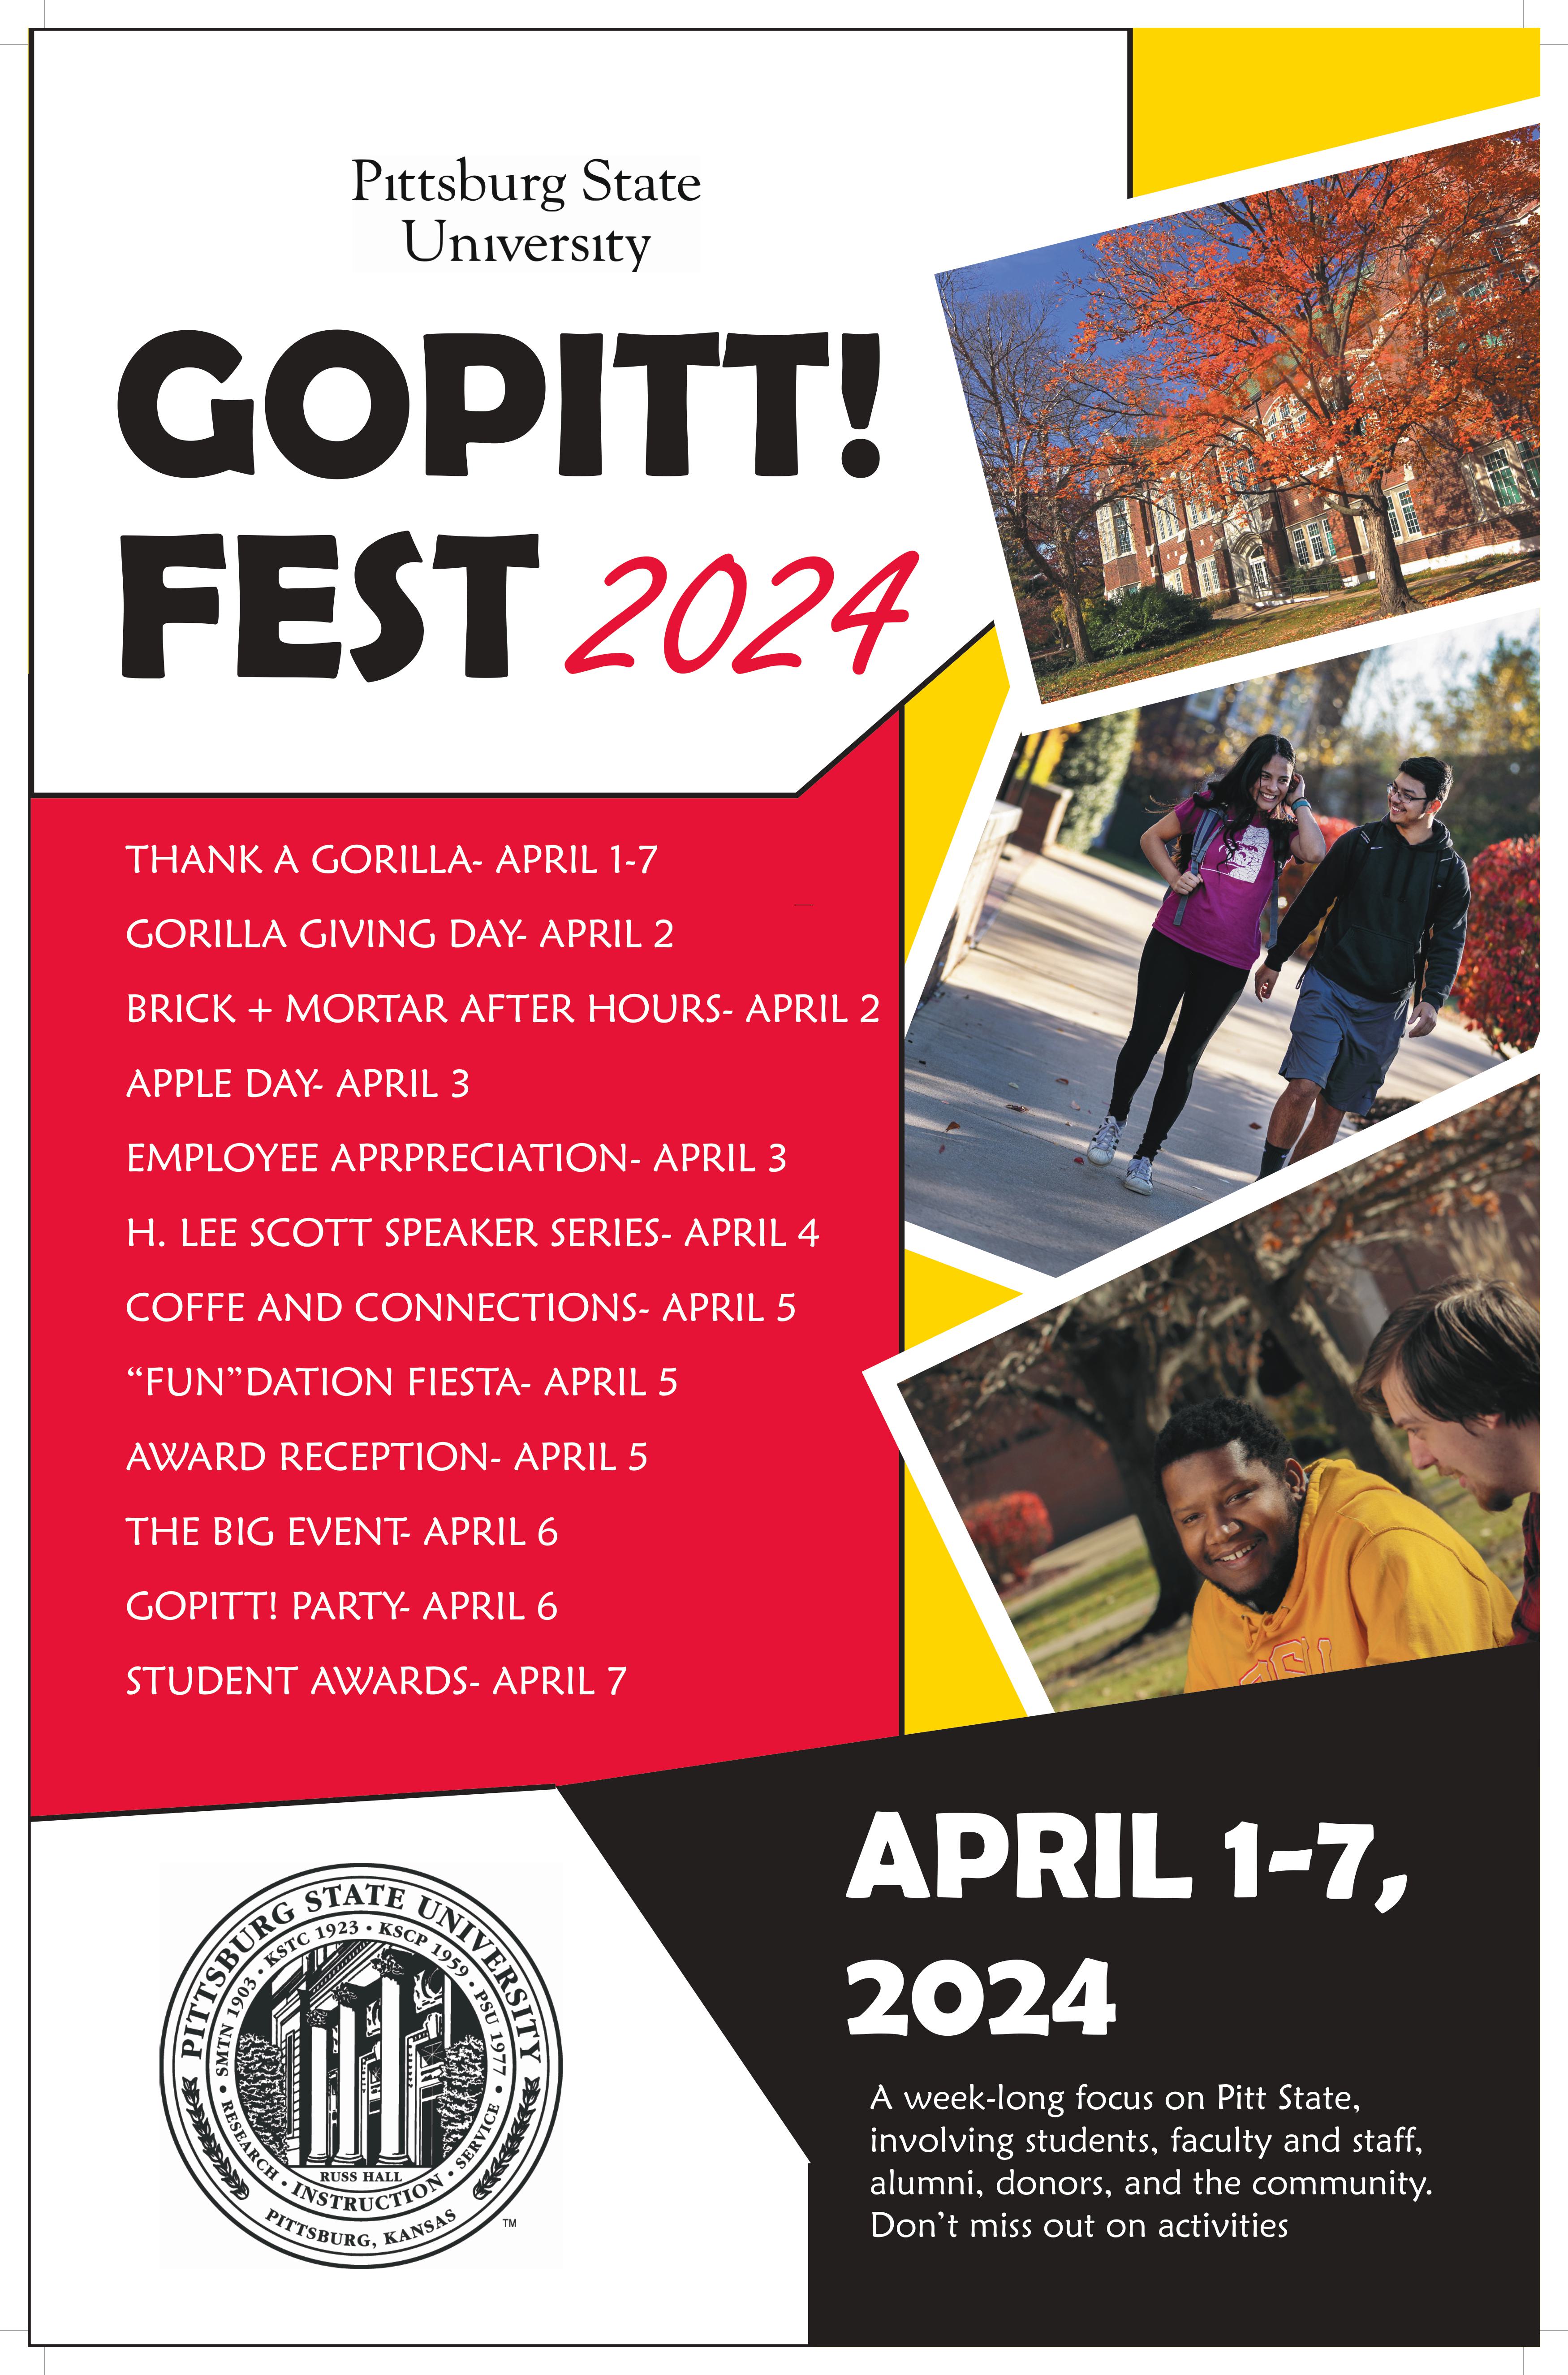 Pittsburg State
University
GOPITT!
FEST 2024
THANK A GORILLA- APRIL 1-7
GORILLA GIVING DAY- APRIL 2
BRICK + MORTAR AFTER HOURS- APRIL 2
APPLE DAY- APRIL 3
EMPLOYEE APRPRECIATION- APRIL 3
H. LEE SCOTT SPEAKER SERIES- APRIL 4
COFFE AND CONNECTIONS- APRIL 5
“FUN”DATION FIESTA- APRIL 5
AWARD RECEPTION- APRIL 5
THE BIG EVENT- APRIL 6
GOPITT! PARTY- APRIL 6
STUDENT AWARDS- APRIL 7
PITTSBURG STATE UNIVERSITY
SMTN 1903 • KSTC 1923 • KSCP 1959 • PSU 1977
RUSS HALL
RESEARCH • INSTRUCTION • SERVICE
PITTSBURG, KANSAS
TM
APRIL 1-7,
2024
A week-long focus on Pitt State,
involving students, faculty and staff,
alumni, donors, and the community.
Don’t miss out on activities